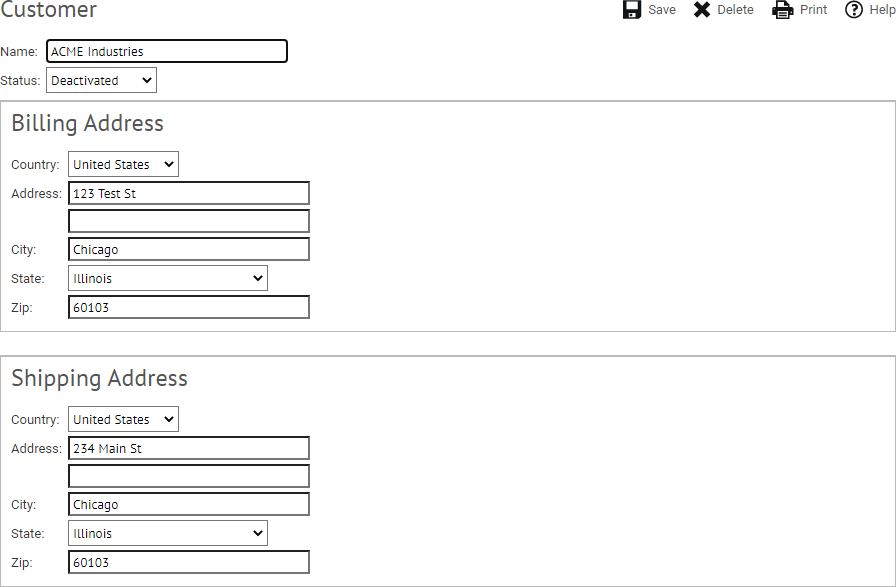 Customer Save Delete Print Help
Name: ACME Industries
Status: Deactivated
Billing Address
Country: United States
Address: 123 Test St
City: Chicago
State: Illinois
Zip: 60103
Shipping Address
Country: United States
Address: 234 Main St
City: Chicago
State: Illinois
Zip: 60103